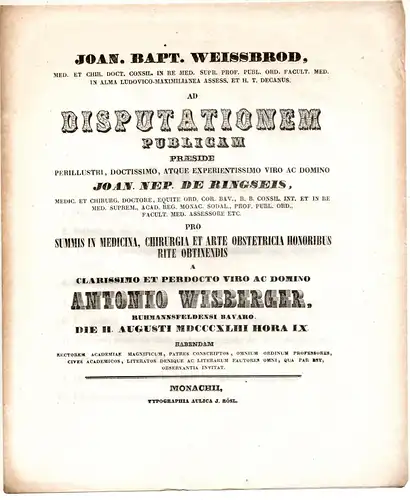 JOAN. BAPT. WEISSBROD,
MED. ET CHIR. DOCT. CONSIL. IN RE MED. SUPR. PROF. PUBL. ORD. FACULT. MED.
IN ALMA LUDOVICO-MAXIMILIANEA ASSESS. ET H. T. DECANUS.
AD
DISPUTATIONEM
PUBLICAM
PRÆSIDE
PERILLUSTRI, DOCTISSIMO, ATQUE EXPERIENTISSIMO VIRO AC DOMINO
JOAN. NEP. DE RINGSEIS,
MEDIC. ET CHIRURG. DOCTORE, EQUITE ORD. COR. BAV., R. B. CONSIL. INT. ET IN RE
MED. SUPREM., ACAD. REG. MONAC. SODAL., PROF. PUBL. ORD.,
FACULT. MED. ASSESSORE ETC.
PRO
SUMMIS IN MEDICINA, CHIRURGIA ET ARTE OBSTETRICIA HONORIBUS
RITE OBTINENDIS
A
CLARISSIMO ET PERDOCTO VIRO AC DOMINO
ANTONIO WISBERGER,
RUHMANNSFELDENSI BAVARO.
DIE II. AUGUSTI MDCCCXLIII HORA IX
HABENDAM
RECTOREM ACADEMIAE MAGNIFICUM, PATRES CONSCRIPTOS, OMNIUM ORDINUM PROFESSORES,
CIVES ACADEMICOS, LITERATOS DENIQUE AC LITERARUM FAUTORES OMNI, QUA PAR EST,
OBSERVANTIA INVITAT.
MONACHII,
TYPOGRAPHIA AULICA J. RÖSL.